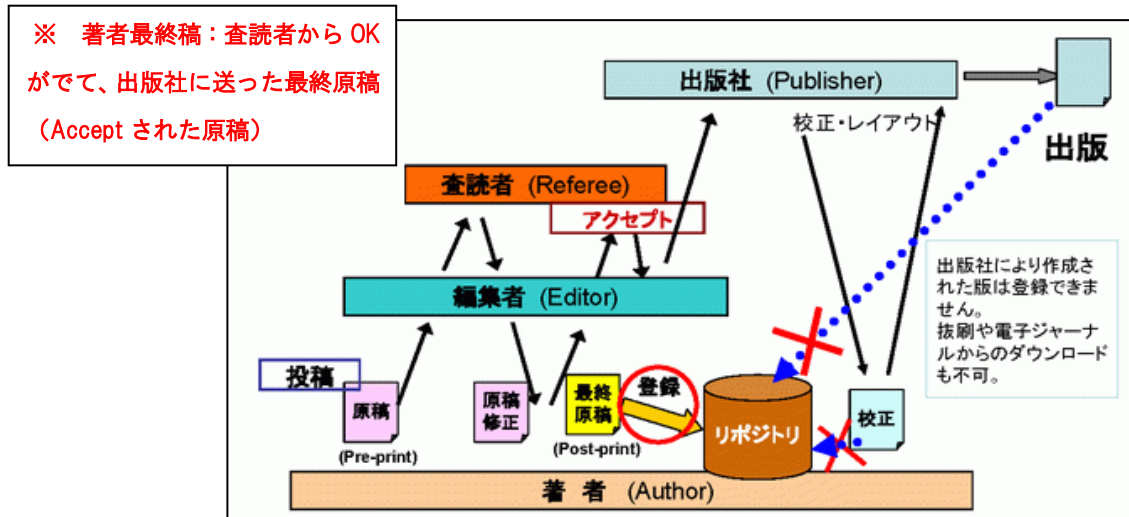 ※ 著者最終稿：査読者から OK
がでて、出版社に送った最終原稿
（Accept された原稿）
出版社 (Publisher)
校正・レイアウト
出版
査読者 (Referee)
アクセプト
編集者 (Editor)
出版社により作成さ
れた版は登録できま
せん。
抜刷や電子ジャーナ
ルからのダウンロード
も不可。
投稿
原稿
(Pre-print)
原稿
修正
最終
原稿
(Post-print)
登録
リポジトリ
校正
著 者 (Author)